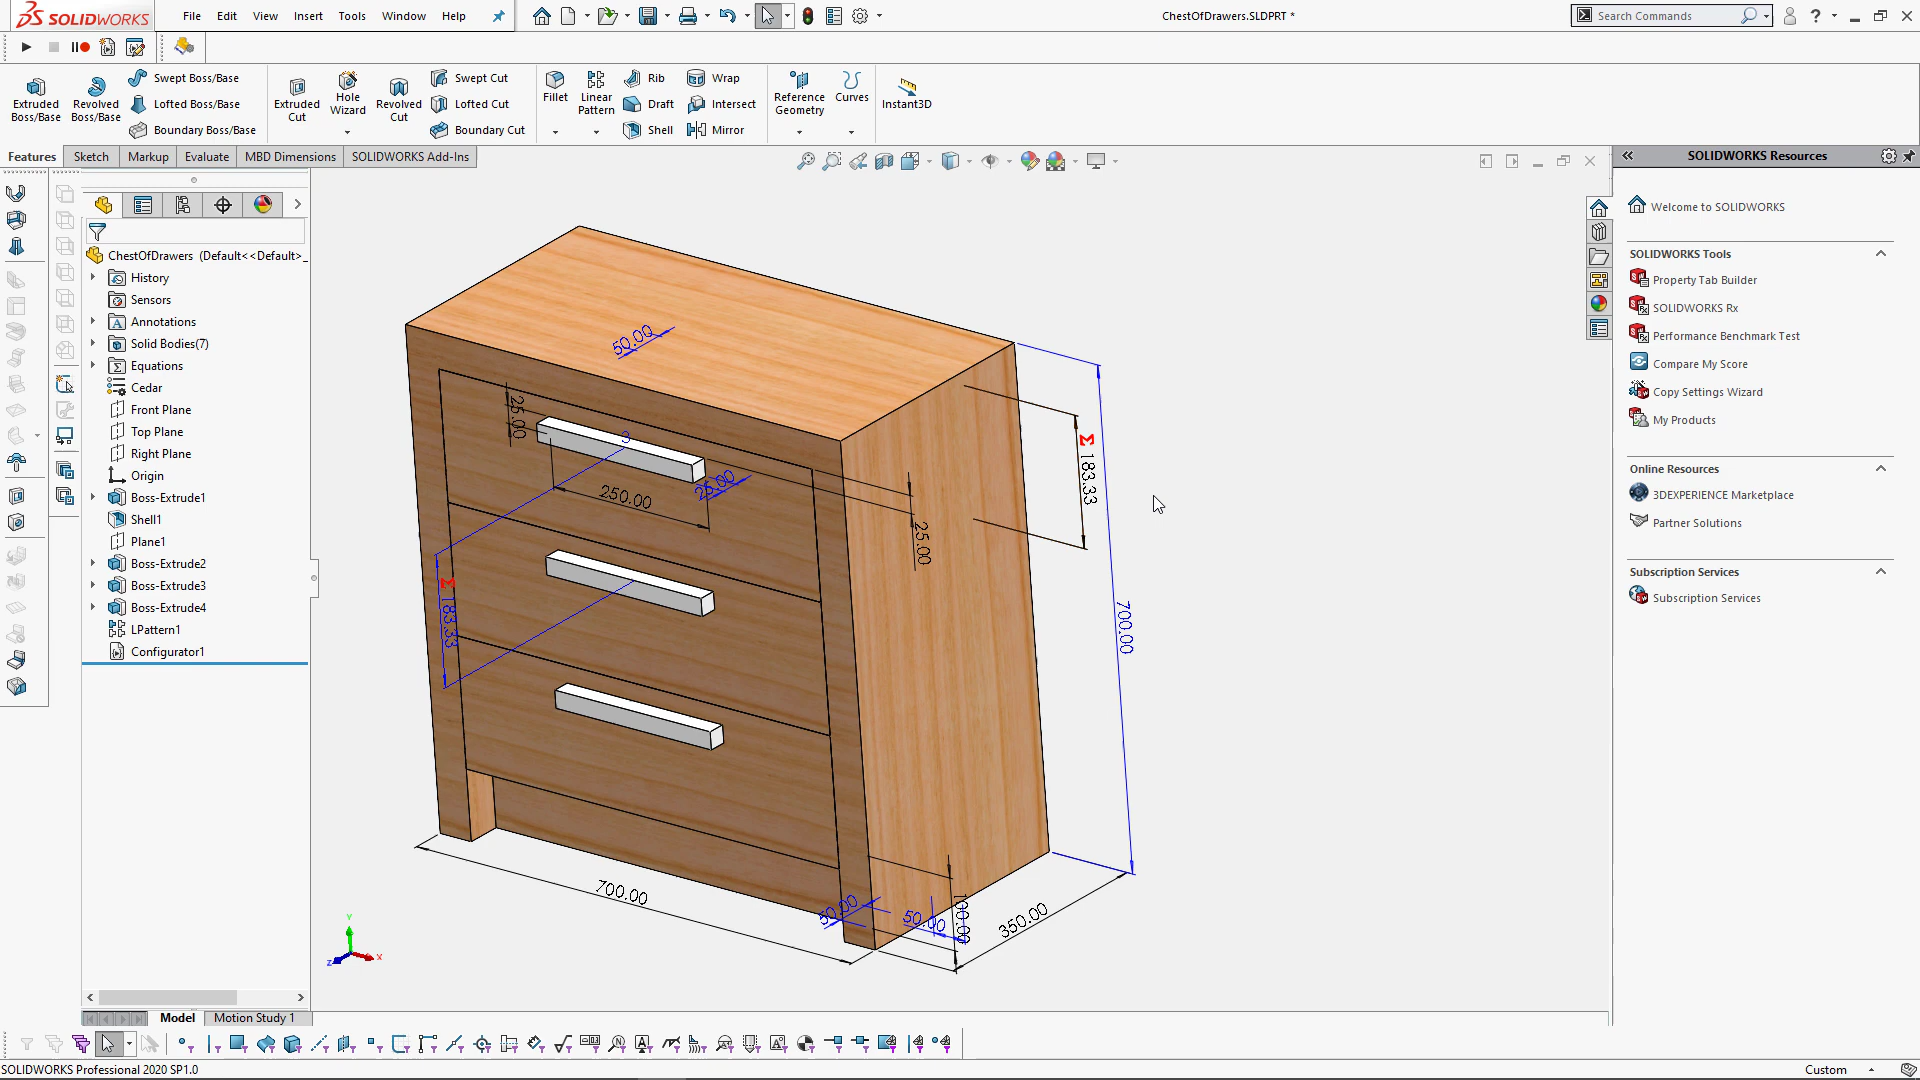 SOLIDWORKS
File Edit View Insert Tools Window Help
ChestOfDrawers.SLDPRT *
Search Commands
Extruded Boss/Base
Revolved Boss/Base
Swept Boss/Base
Lofted Boss/Base
Boundary Boss/Base
Extruded Cut
Hole Wizard
Revolved Cut
Swept Cut
Lofted Cut
Boundary Cut
Fillet
Linear Pattern
Rib
Draft
Shell
Wrap
Intersect
Mirror
Reference Geometry
Curves
Instant3D
Features Sketch Markup Evaluate MBD Dimensions SOLIDWORKS Add-Ins
ChestOfDrawers (Default<<Default>_
History
Sensors
Annotations
Solid Bodies(7)
Equations
Cedar
Front Plane
Top Plane
Right Plane
Origin
Boss-Extrude1
Shell1
Plane1
Boss-Extrude2
Boss-Extrude3
Boss-Extrude4
LPattern1
Configurator1
50.00
25.00
3
250.00
25.00
Σ 183.33
25.00
Σ 183.33
700.00
700.00
50.00
50.00
100.00
350.00
Y
Z
X
SOLIDWORKS Resources
Welcome to SOLIDWORKS
SOLIDWORKS Tools
Property Tab Builder
SOLIDWORKS Rx
Performance Benchmark Test
Compare My Score
Copy Settings Wizard
My Products
Online Resources
3DEXPERIENCE Marketplace
Partner Solutions
Subscription Services
Subscription Services
Model Motion Study 1
SOLIDWORKS Professional 2020 SP1.0
Custom